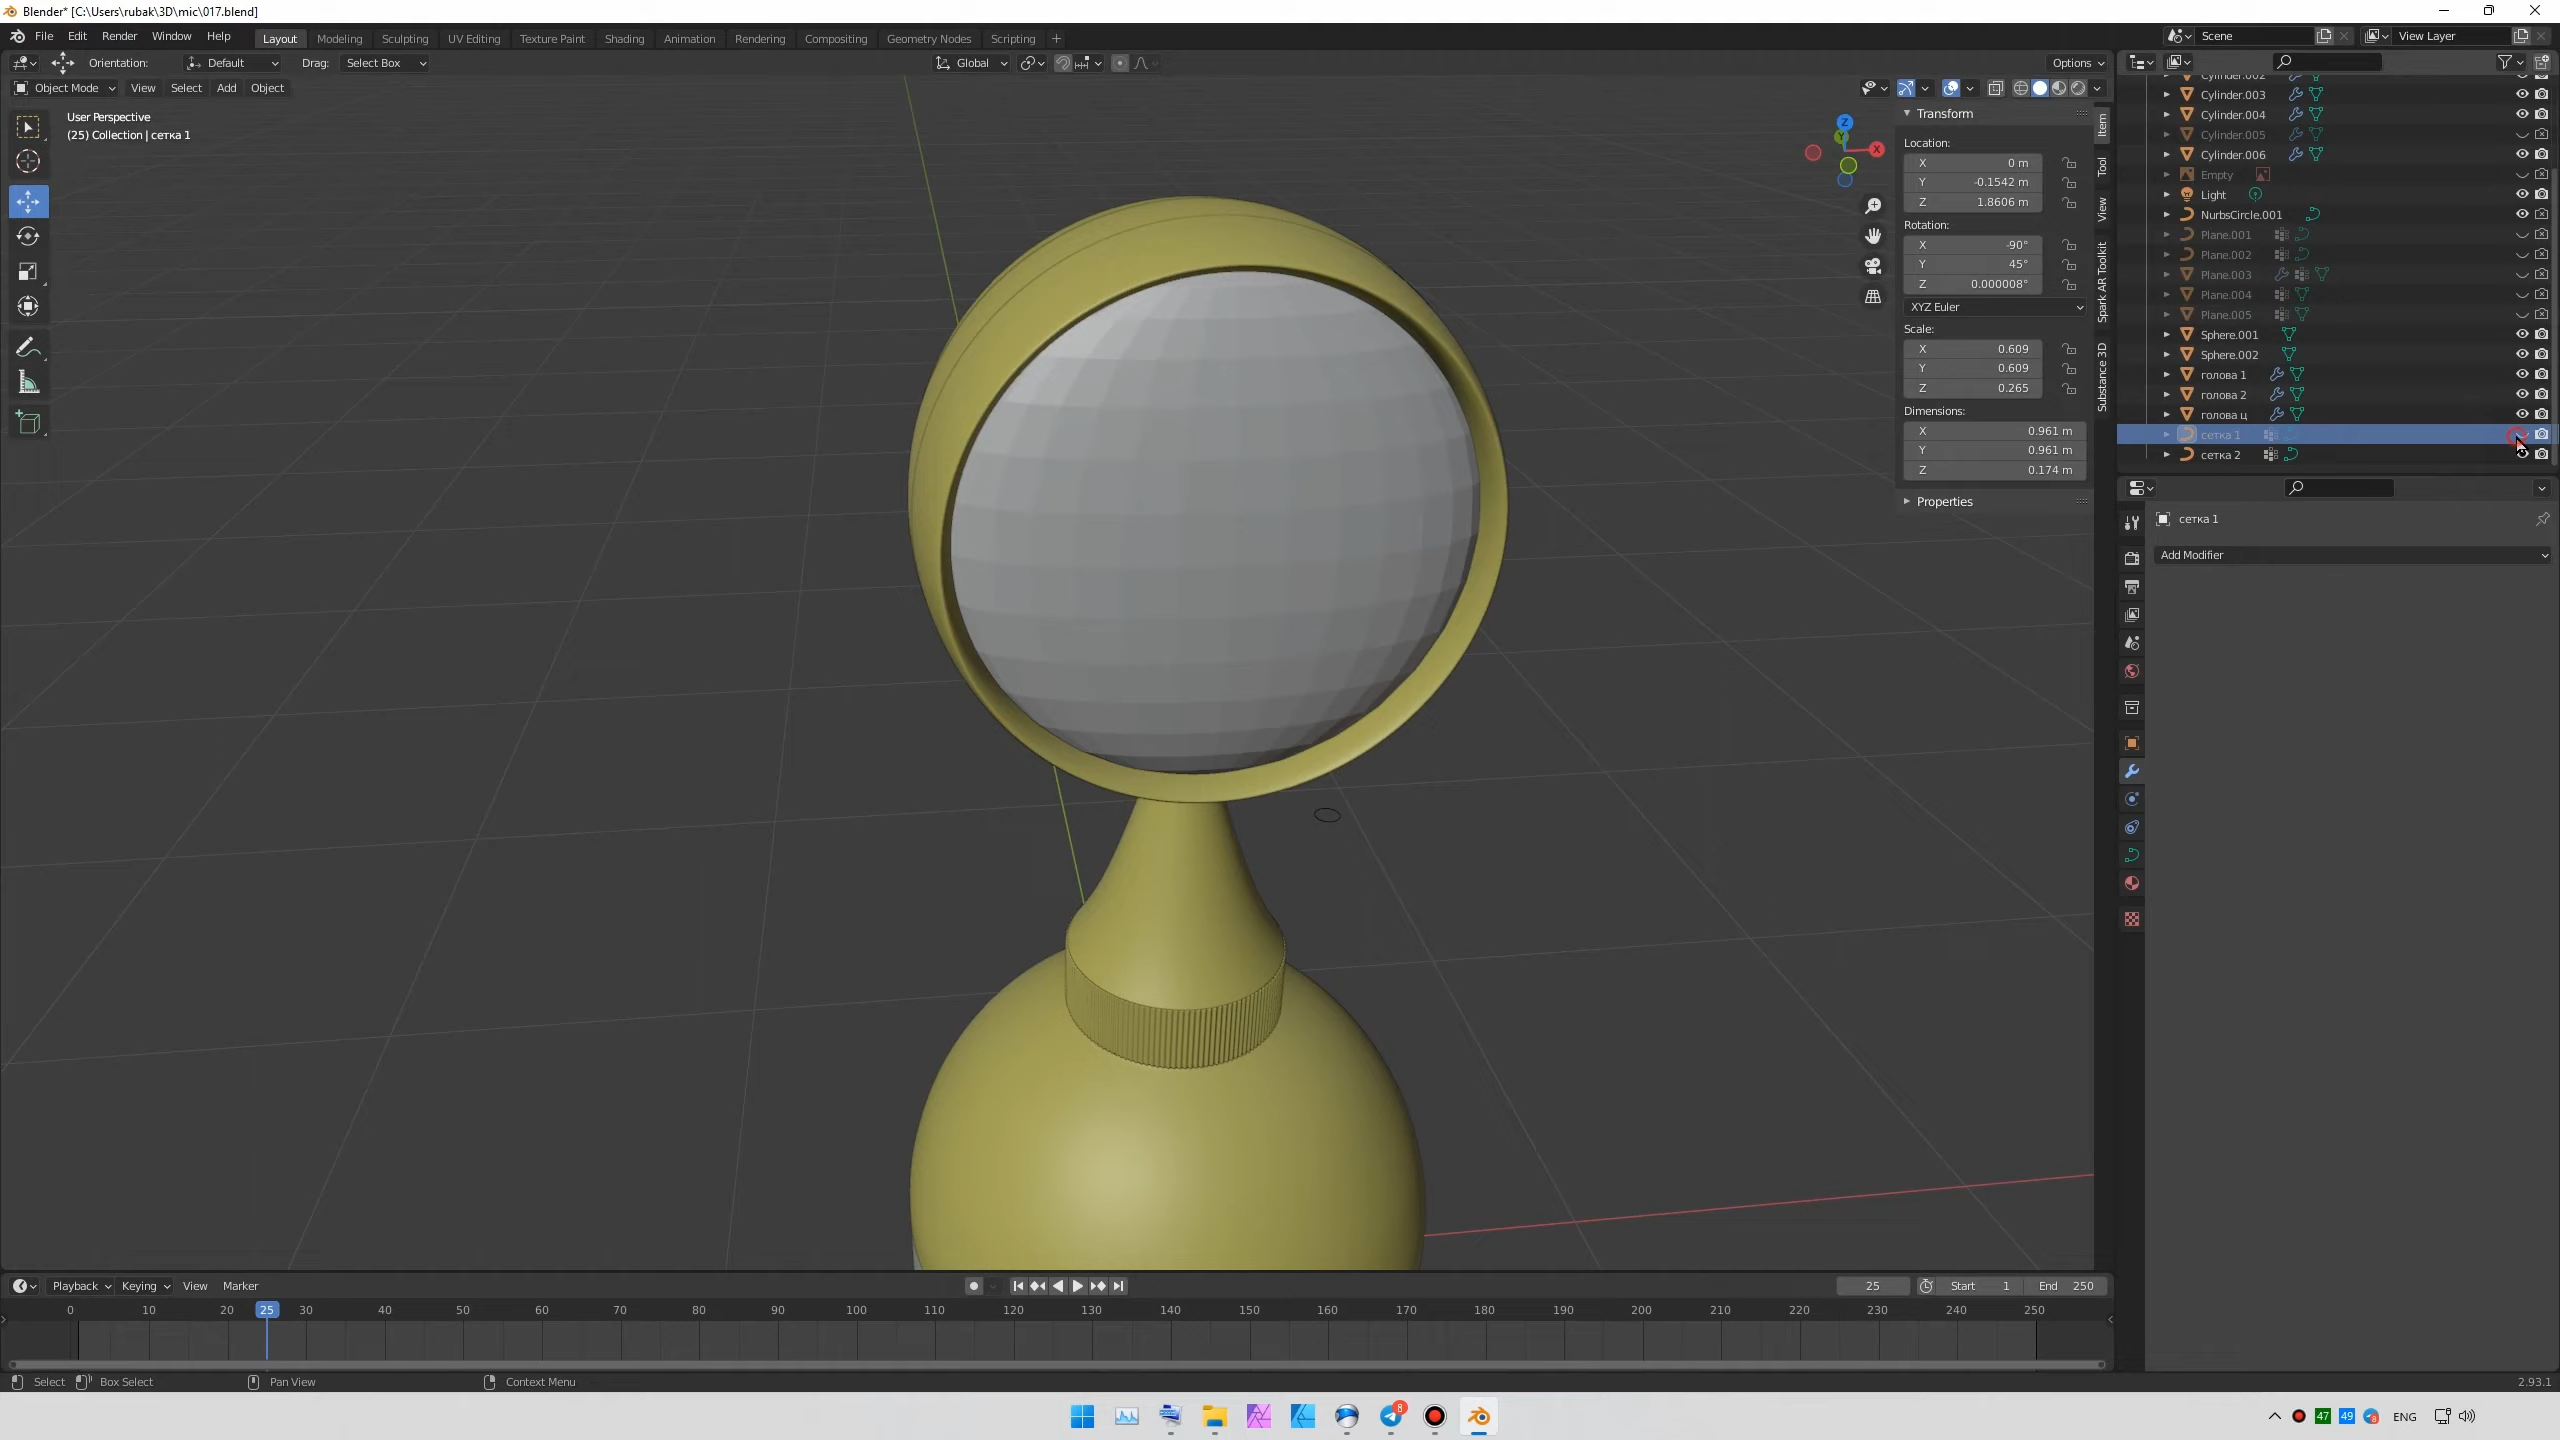 Blender* [C:\Users\rubak\3D\mic\017.blend]
File Edit Render Window Help Layout Modeling Sculpting UV Editing Texture Paint Shading Animation Rendering Compositing Geometry Nodes Scripting + Scene View Layer
Orientation: Default Drag: Select Box Global Options
Object Mode View Select Add Object
User Perspective
(25) Collection | сетка 1
Z
Y
X
Transform
Location:
X 0 m
Y -0.1542 m
Z 1.8606 m
Rotation:
X -90°
Y 45°
Z 0.000008°
XYZ Euler
Scale:
X 0.609
Y 0.609
Z 0.265
Dimensions:
X 0.961 m
Y 0.961 m
Z 0.174 m
Properties
Item
Tool
View
Spark AR Toolkit
Substance 3D
Cylinder.002
Cylinder.003
Cylinder.004
Cylinder.005
Cylinder.006
Empty
Light
NurbsCircle.001
Plane.001
Plane.002
Plane.003
Plane.004
Plane.005
Sphere.001
Sphere.002
голова 1
голова 2
голова ц
сетка 1
сетка 2
сетка 1
Add Modifier
Playback Keying View Marker 25 Start 1 End 250
0 10 20 25 30 40 50 60 70 80 90 100 110 120 130 140 150 160 170 180 190 200 210 220 230 240 250
Select Box Select Pan View Context Menu 2.93.1
8 47 49 8 ENG